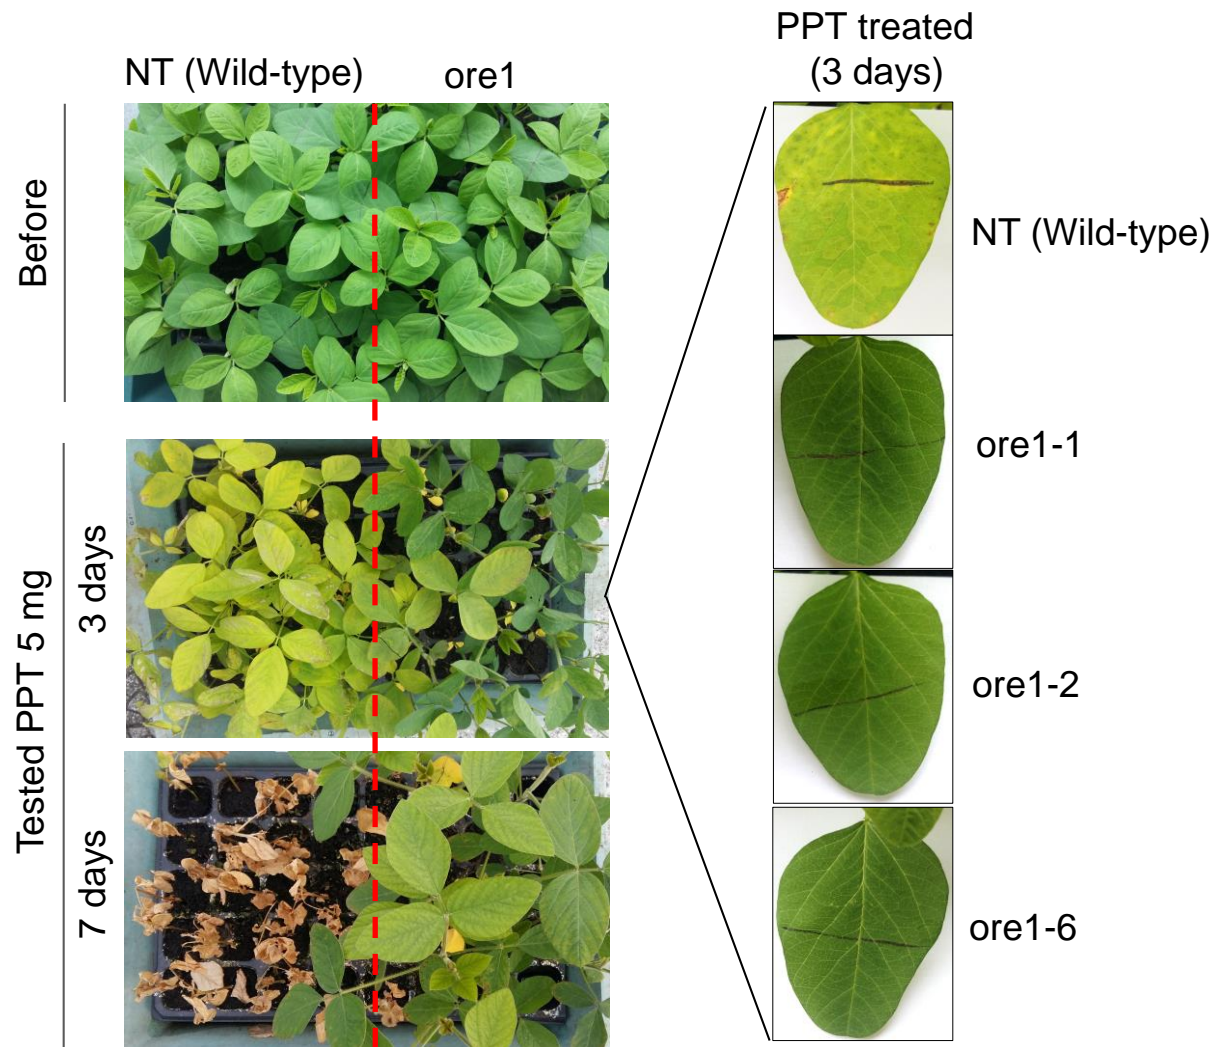 PPT treated
(3 days)
NT (Wild-type)
ore1
Before
NT (Wild-type)
ore1-1
Tested PPT 5 mg
3 days
ore1-2
7 days
ore1-6